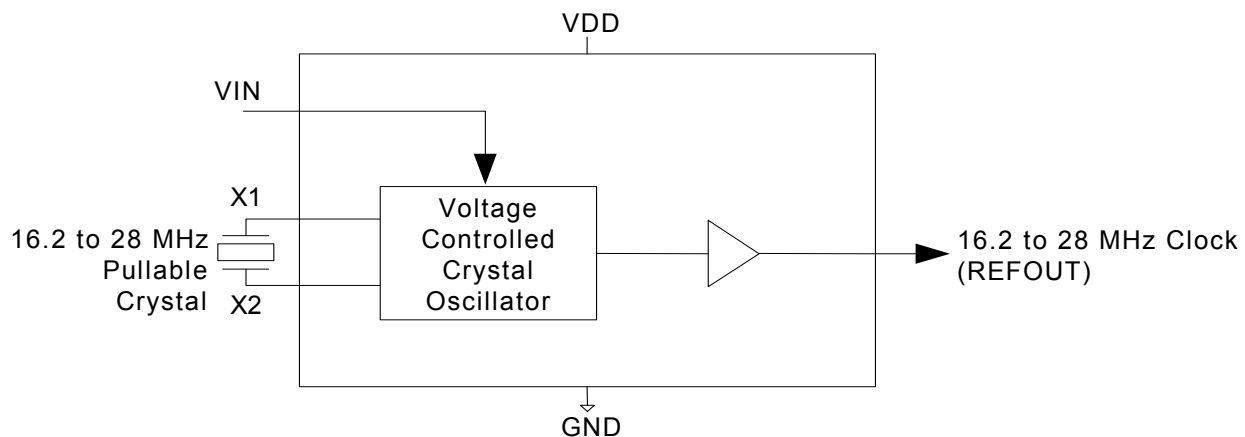 VDD
VIN
X1
16.2 to 28 MHz
Pullable
Crystal
X2
Voltage
Controlled
Crystal
Oscillator
16.2 to 28 MHz Clock
(REFOUT)
GND